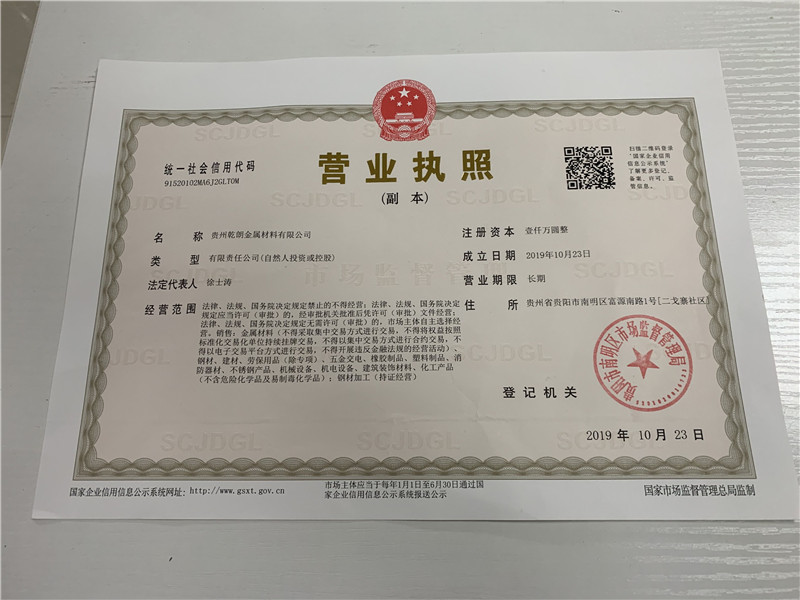 统一社会信用代码
91520102MA6J2GLT0M
营业执照
(副 本)
扫描二维码登录
"国家企业信用
信息公示系统"
了解更多登记、
备案、许可、监
管信息。
名 称 贵州乾朗金属材料有限公司
类 型 有限责任公司(自然人投资或控股)
法定代表人 徐士涛
经营范围 法律、法规、国务院决定规定禁止的不得经营;法律、法规、国务院决定
规定应当许可(审批)的,经审批机关批准后凭许可(审批)文件经营;
法律、法规、国务院决定规定无需许可(审批)的,市场主体自主选择经
营。销售:金属材料(不得采取集中交易方式进行交易,不得将权益按照
标准化交易化单位持续挂牌交易,不得以集中交易方式进行合约交易,不
得以电子交易平台方式进行交易,不得开展违反金融法规的经营活动)、
钢材、建材、劳保用品(除专项)、五金交电、橡胶制品、塑料制品、消
防器材、不锈钢产品、机械设备、机电设备、建筑装饰材料、化工产品
(不含危险化学品及易制毒化学品);钢材加工(持证经营)
注册资本 壹仟万圆整
成立日期 2019年10月23日
营业期限 长期
住 所 贵州省贵阳市南明区富源南路1号[二戈寨社区]
登记机关
贵阳市南明区市场监督管理局
2019 年 10 月 23 日
国家企业信用信息公示系统网址: http://www.gsxt.gov.cn
市场主体应当于每年1月1日至6月30日通过国
家企业信用信息公示系统报送公示
国家市场监督管理总局监制
SCJDGL
市场监督管理